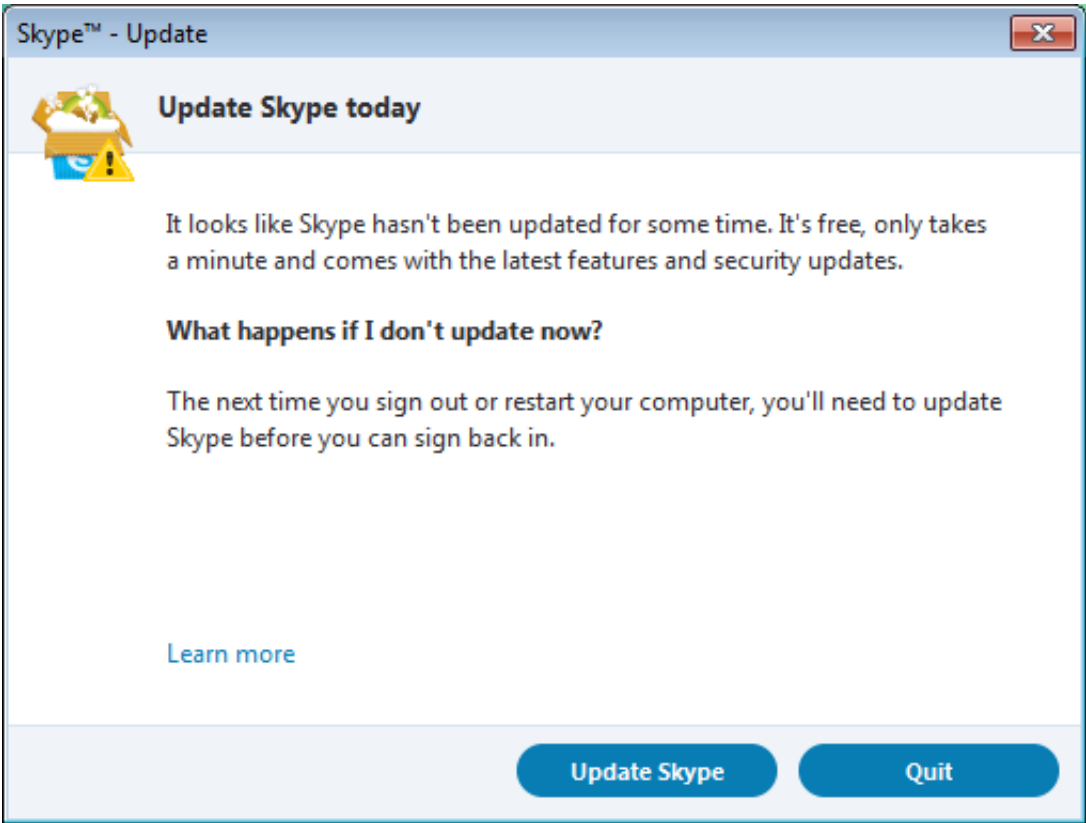 Skype™ - Update
Update Skype today
It looks like Skype hasn't been updated for some time. It's free, only takes
a minute and comes with the latest features and security updates.
What happens if I don't update now?
The next time you sign out or restart your computer, you'll need to update
Skype before you can sign back in.
Learn more
Update Skype
Quit